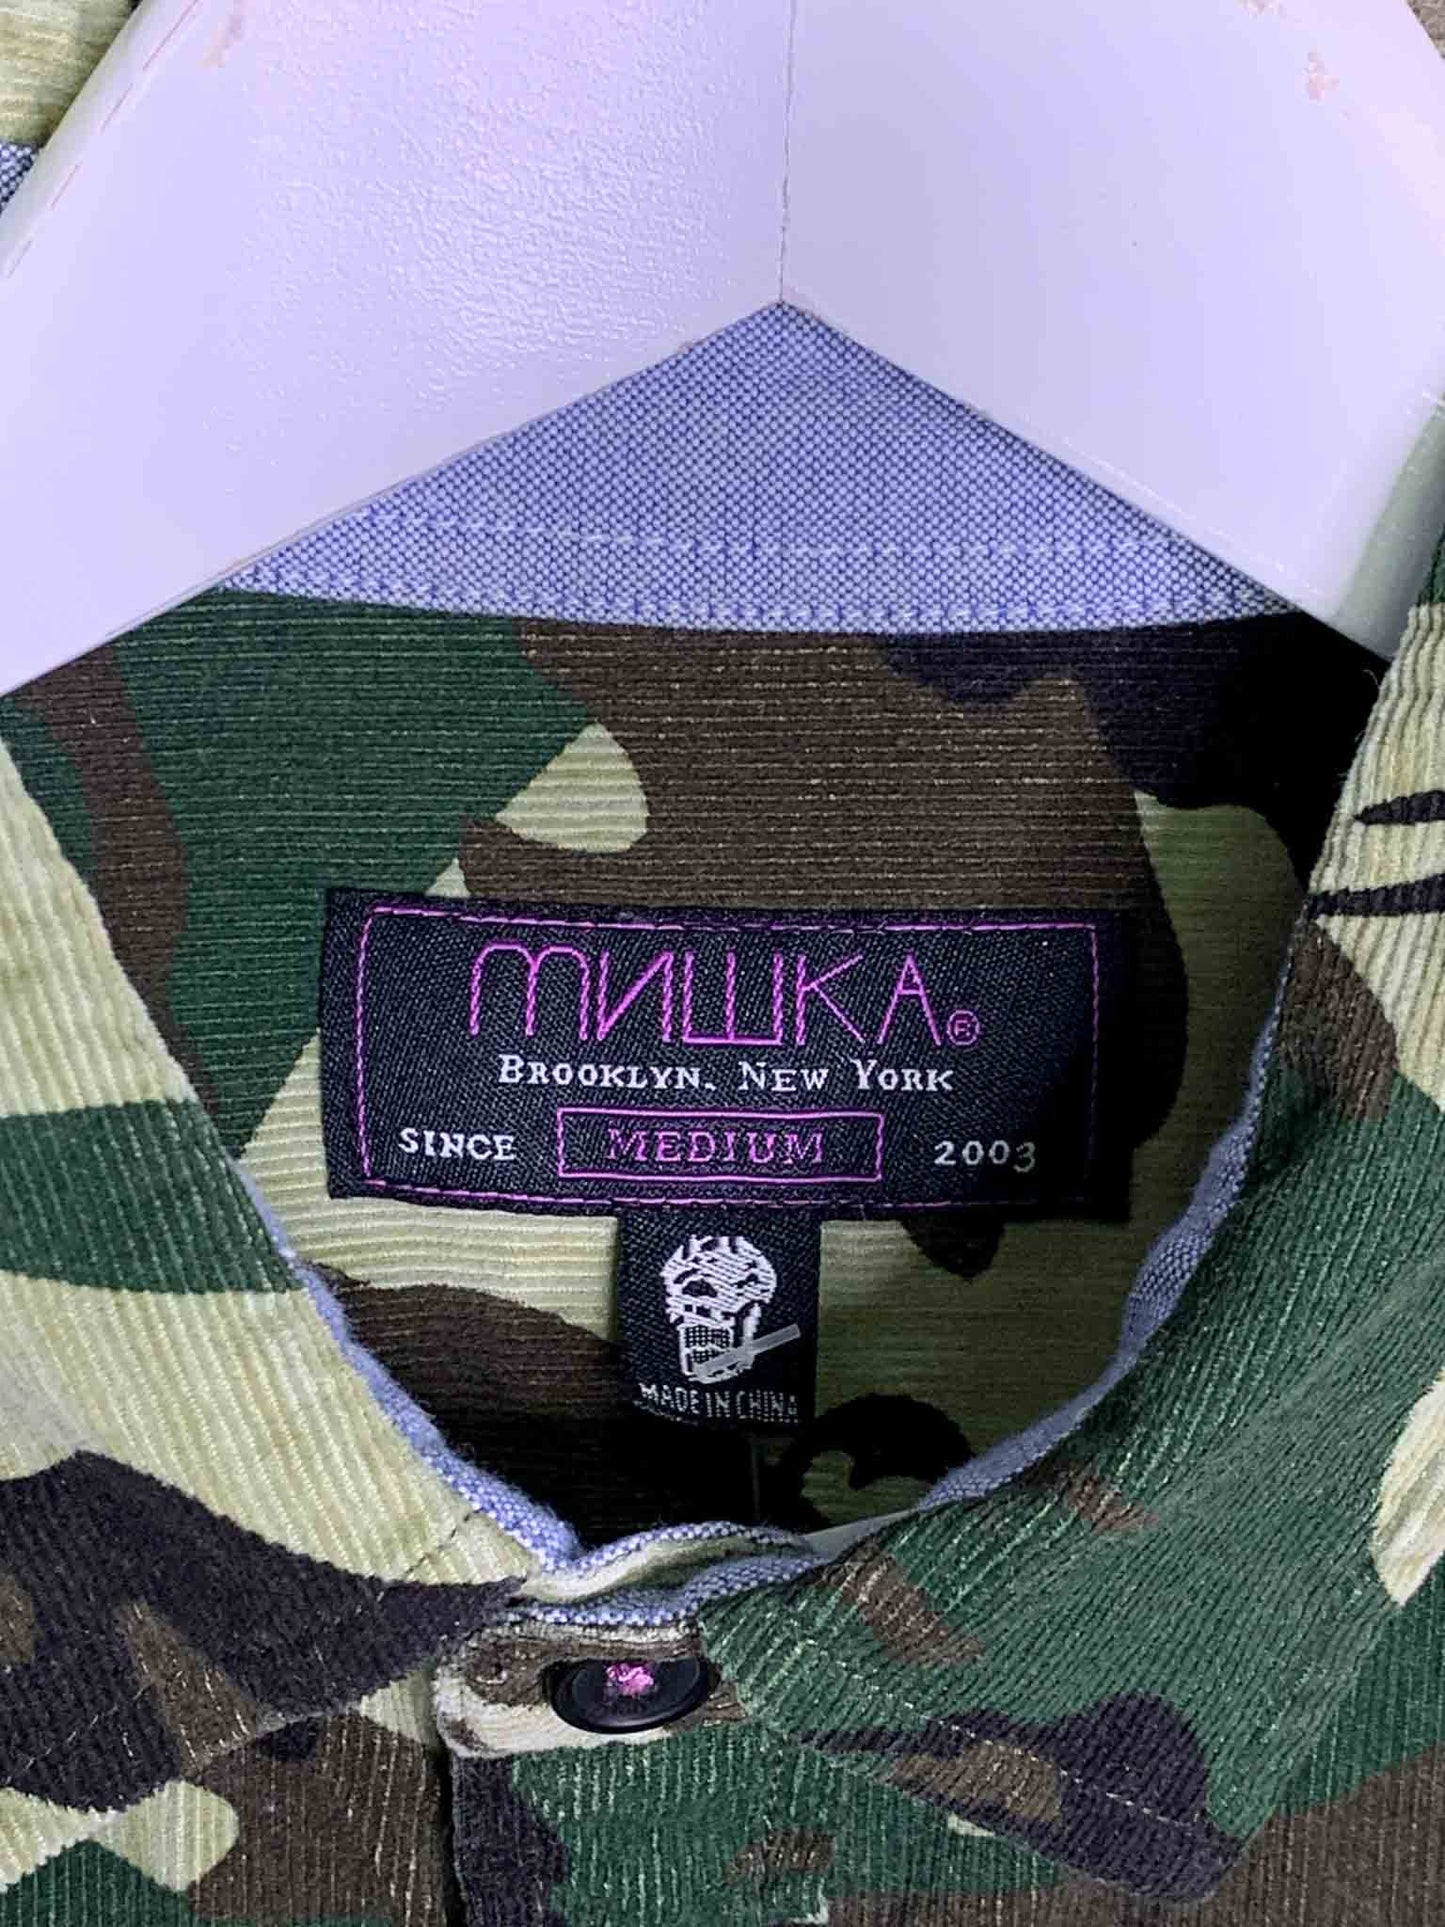 МИШКА®
BROOKLYN. NEW YORK
SINCE MEDIUM 2003
MADE IN CHINA